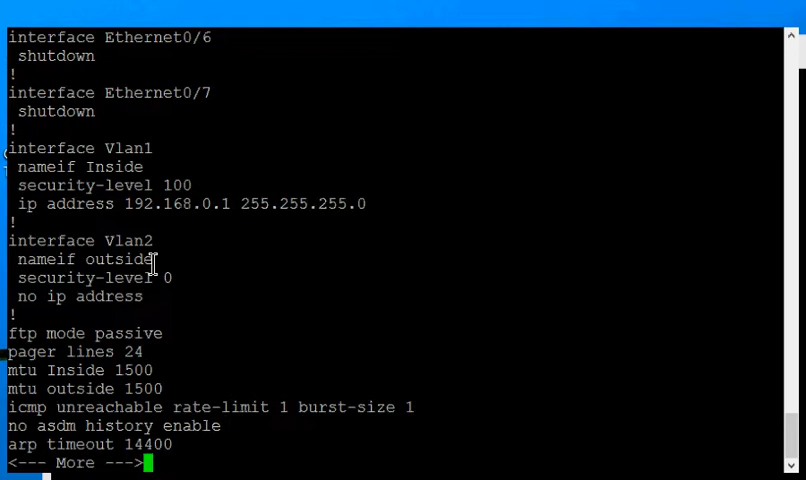 interface Ethernet0/6
 shutdown
!
interface Ethernet0/7
 shutdown
!
interface Vlan1
 nameif Inside
 security-level 100
 ip address 192.168.0.1 255.255.255.0
!
interface Vlan2
 nameif outside
 security-level 0
 no ip address
!
ftp mode passive
pager lines 24
mtu Inside 1500
mtu outside 1500
icmp unreachable rate-limit 1 burst-size 1
no asdm history enable
arp timeout 14400
<--- More --->